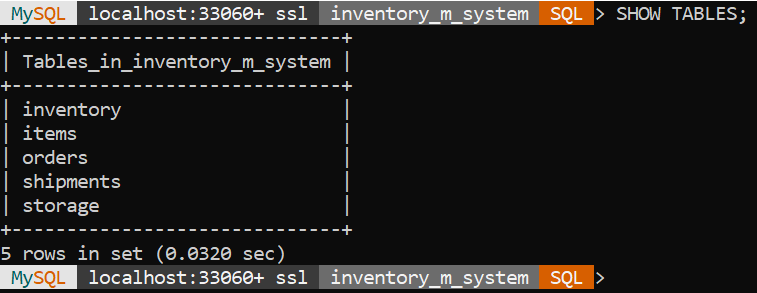 MySQL localhost:33060+ ssl inventory_m_system SQL > SHOW TABLES;
+------------------------------+
| Tables_in_inventory_m_system |
+------------------------------+
| inventory                    |
| items                        |
| orders                       |
| shipments                    |
| storage                      |
+------------------------------+
5 rows in set (0.0320 sec)
MySQL localhost:33060+ ssl inventory_m_system SQL >